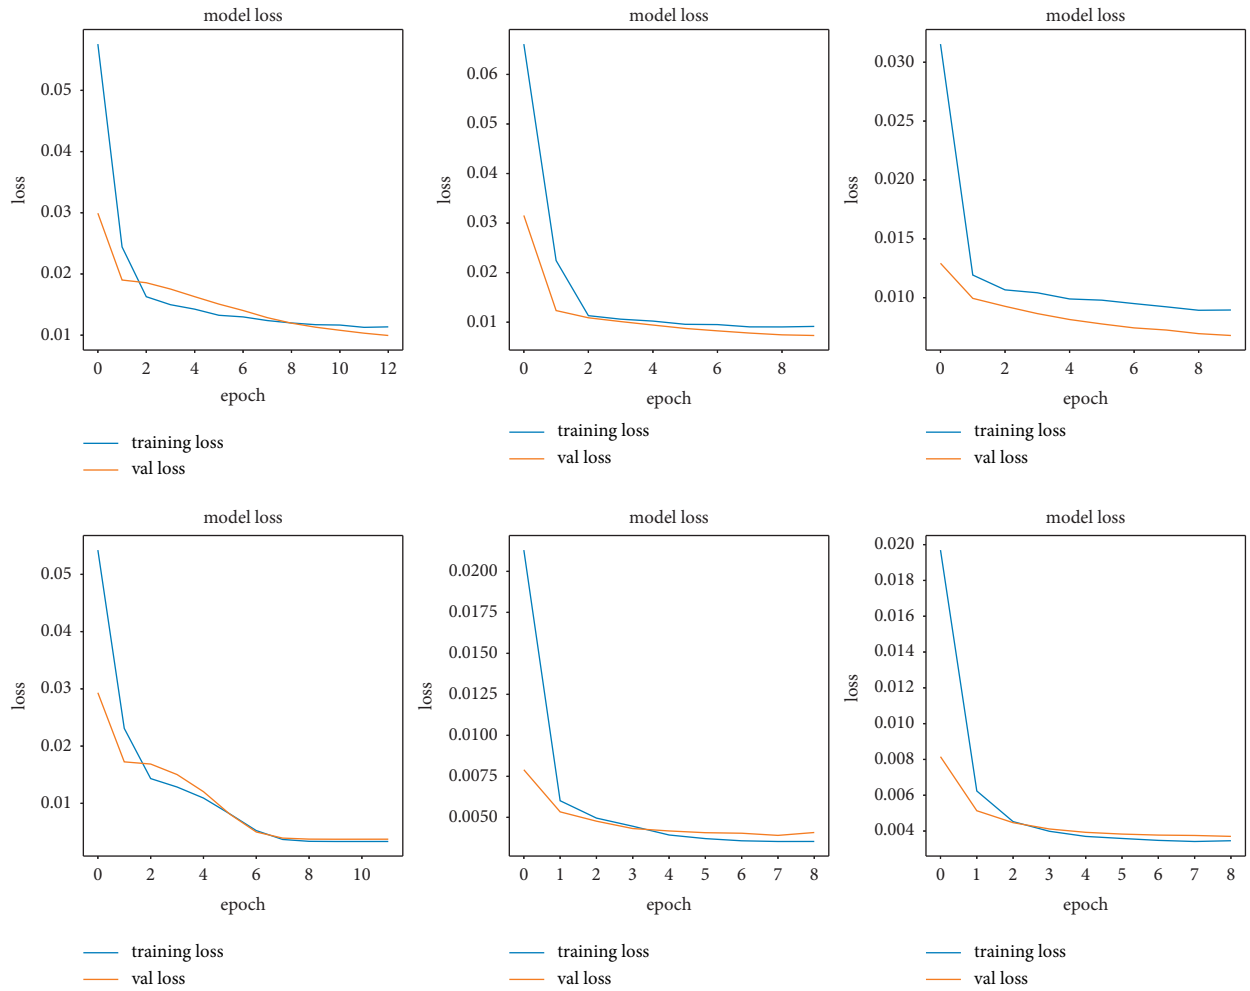 model loss
0.05
0.04
0.03
0.02
0.01
loss
0 2 4 6 8 10 12
epoch
training loss
val loss
model loss
0.06
0.05
0.04
0.03
0.02
0.01
loss
0 2 4 6 8
epoch
training loss
val loss
model loss
0.030
0.025
0.020
0.015
0.010
loss
0 2 4 6 8
epoch
training loss
val loss
model loss
0.05
0.04
0.03
0.02
0.01
loss
0 2 4 6 8 10
epoch
training loss
val loss
model loss
0.0200
0.0175
0.0150
0.0125
0.0100
0.0075
0.0050
loss
0 1 2 3 4 5 6 7 8
epoch
training loss
val loss
model loss
0.020
0.018
0.016
0.014
0.012
0.010
0.008
0.006
0.004
loss
0 1 2 3 4 5 6 7 8
epoch
training loss
val loss